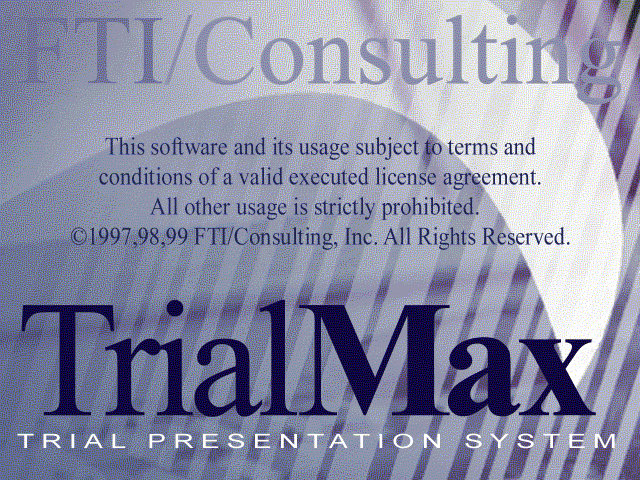 FTI/Consulting
This software and its usage subject to terms and
conditions of a valid executed license agreement.
All other usage is strictly prohibited.
©1997,98,99 FTI/Consulting, Inc. All Rights Reserved.
TrialMax
TRIAL PRESENTATION SYSTEM